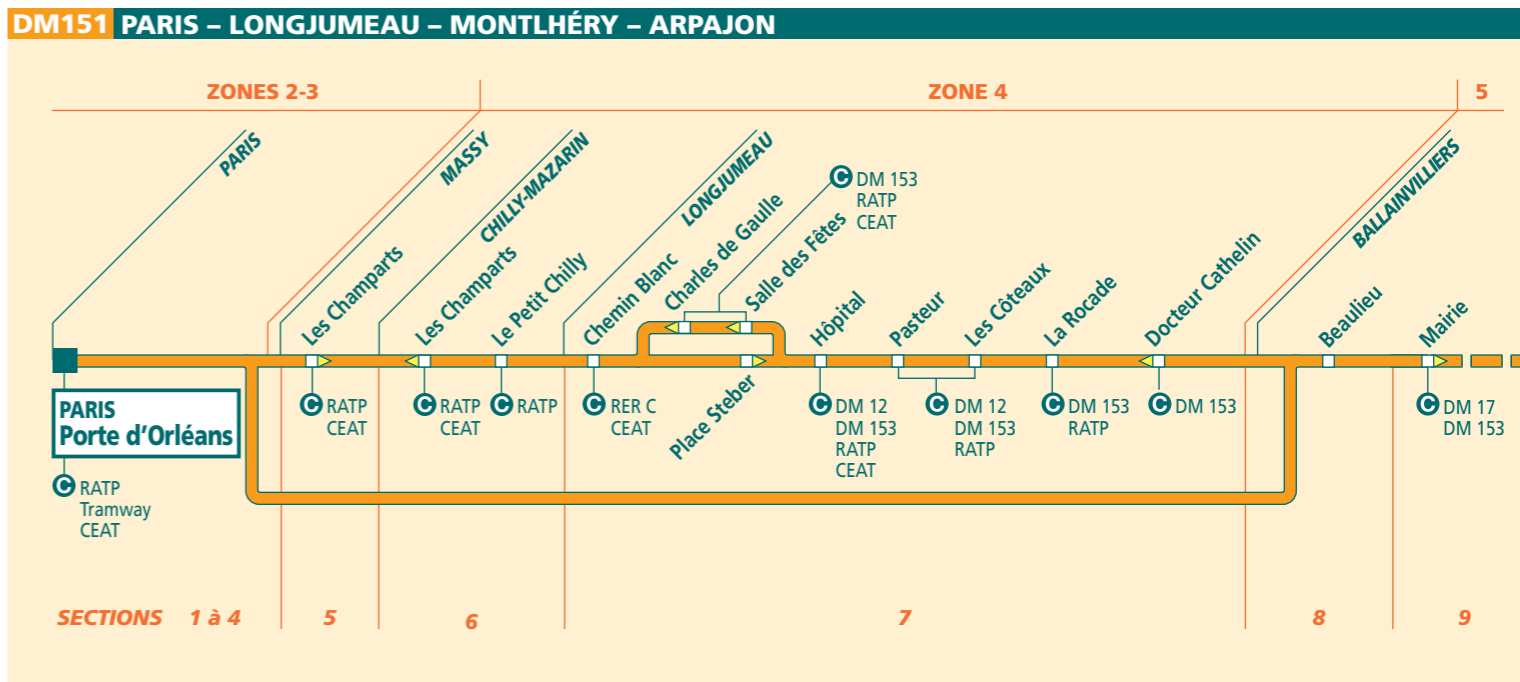 DM151 PARIS – LONGJUMEAU – MONTLHÉRY – ARPAJON
ZONES 2-3
ZONE 4
5
PARIS
MASSY
CHILLY-MAZARIN
LONGJUMEAU
BALLAINVILLIERS
C DM 153
RATP
CEAT
Les Champarts
Les Champarts
Le Petit Chilly
Chemin Blanc
Charles de Gaulle
Salle des Fêtes
Place Steber
Hôpital
Pasteur
Les Côteaux
La Rocade
Docteur Cathelin
Beaulieu
Mairie
PARIS
Porte d'Orléans
C RATP
Tramway
CEAT
C RATP
CEAT
C RATP
CEAT
C RATP
C RER C
CEAT
C DM 12
DM 153
RATP
CEAT
C DM 12
DM 153
RATP
C DM 153
RATP
C DM 153
C DM 17
DM 153
SECTIONS 1 à 4
5
6
7
8
9